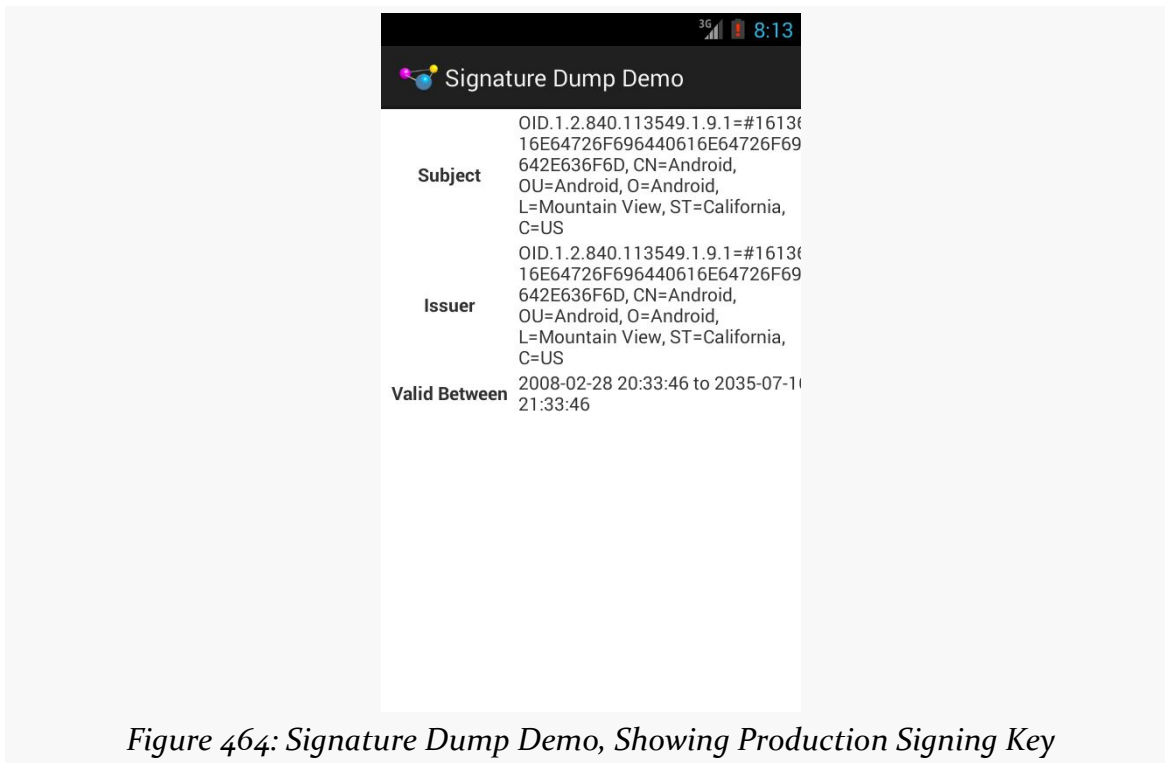 3G 8:13
Signature Dump Demo
OID.1.2.840.113549.1.9.1=#16136
16E64726F696440616E64726F69
642E636F6D, CN=Android,
Subject
OU=Android, O=Android,
L=Mountain View, ST=California,
C=US
OID.1.2.840.113549.1.9.1=#16136
16E64726F696440616E64726F69
642E636F6D, CN=Android,
Issuer
OU=Android, O=Android,
L=Mountain View, ST=California,
C=US
Valid Between
2008-02-28 20:33:46 to 2035-07-16
21:33:46
Figure 464: Signature Dump Demo, Showing Production Signing Key